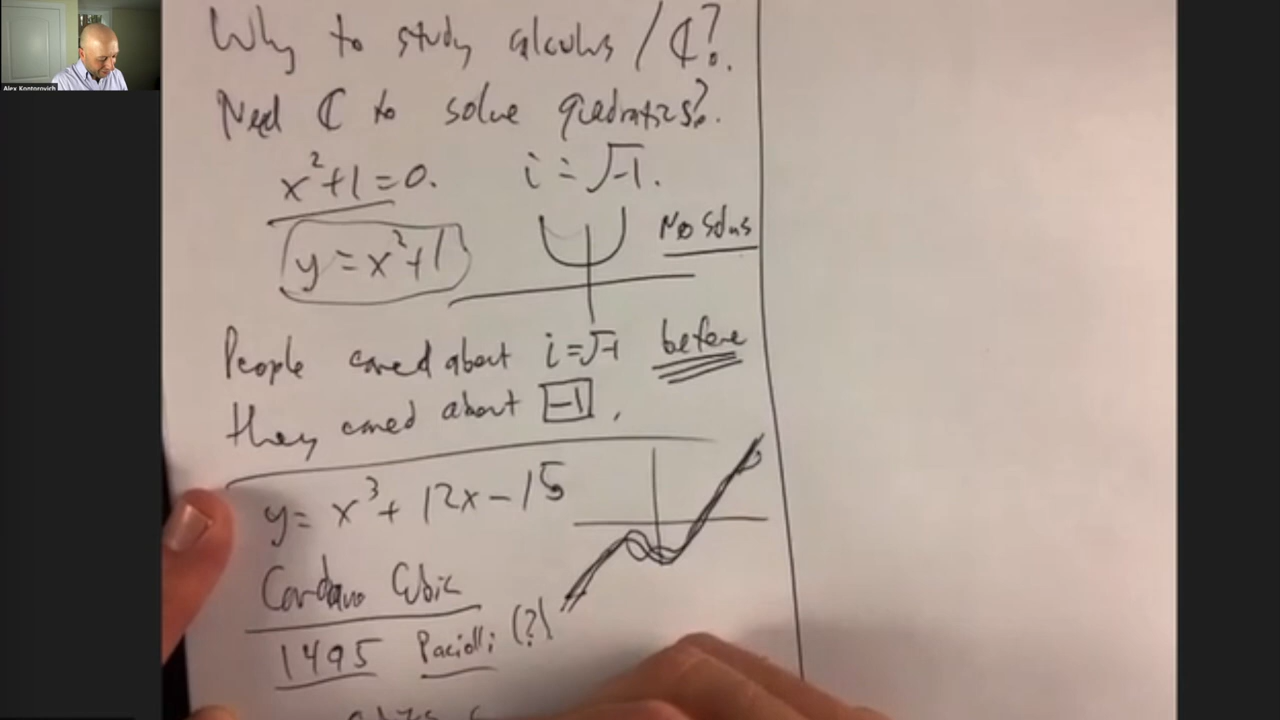 Alex Kontorovich
Why to study calculus / ℂ?
Need ℂ to solve quadratics?
x²+1=0. i = √-1.
y = x²+1 No solns
People cared about i=√-1 before
they cared about -1.
y = x³ + 12x - 15
Cardano Cubic
1495 Paciolli (?)